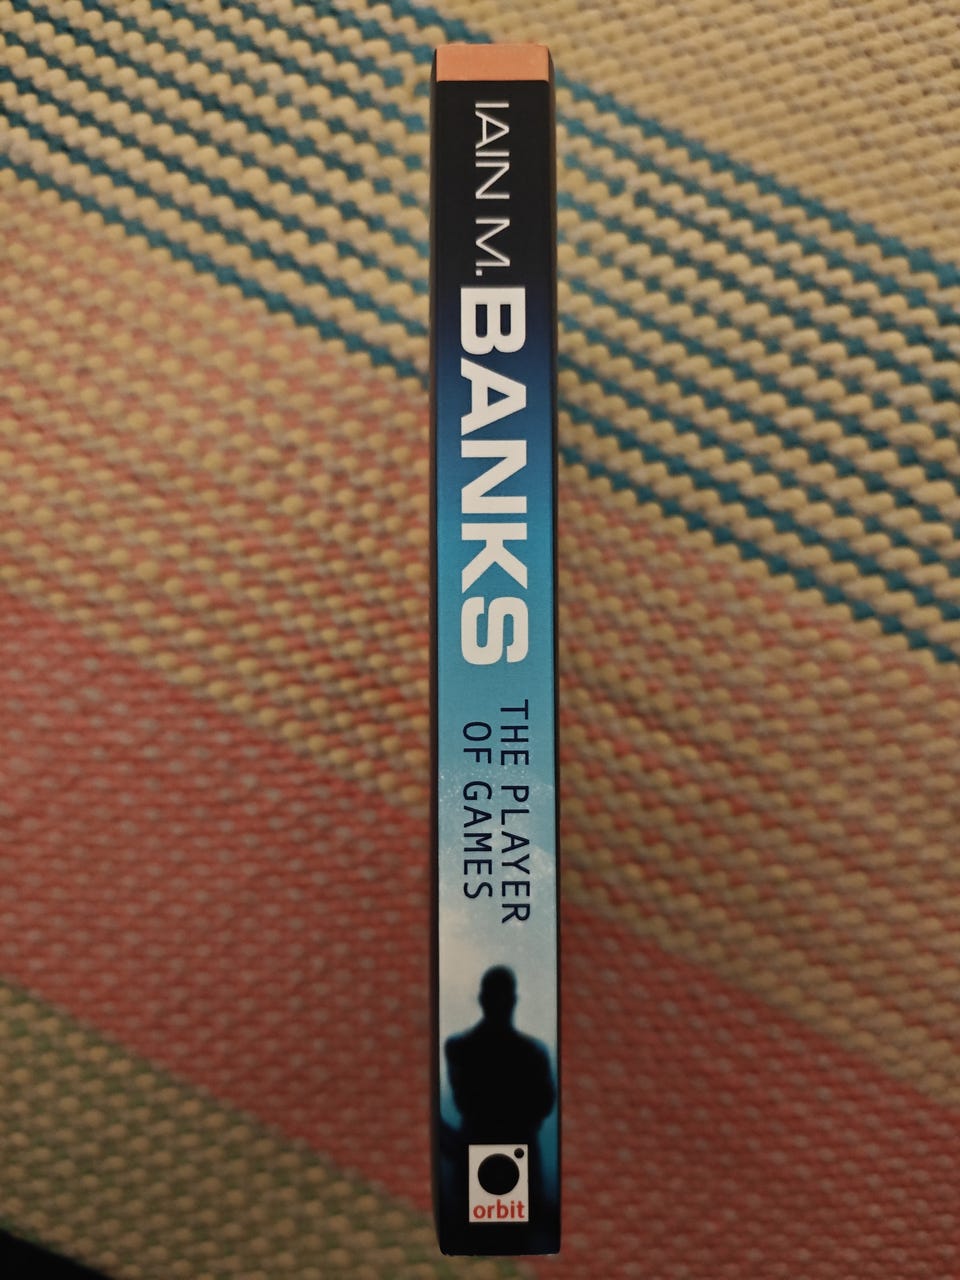 IAIN M. BANKS
THE PLAYER
OF GAMES
orbit